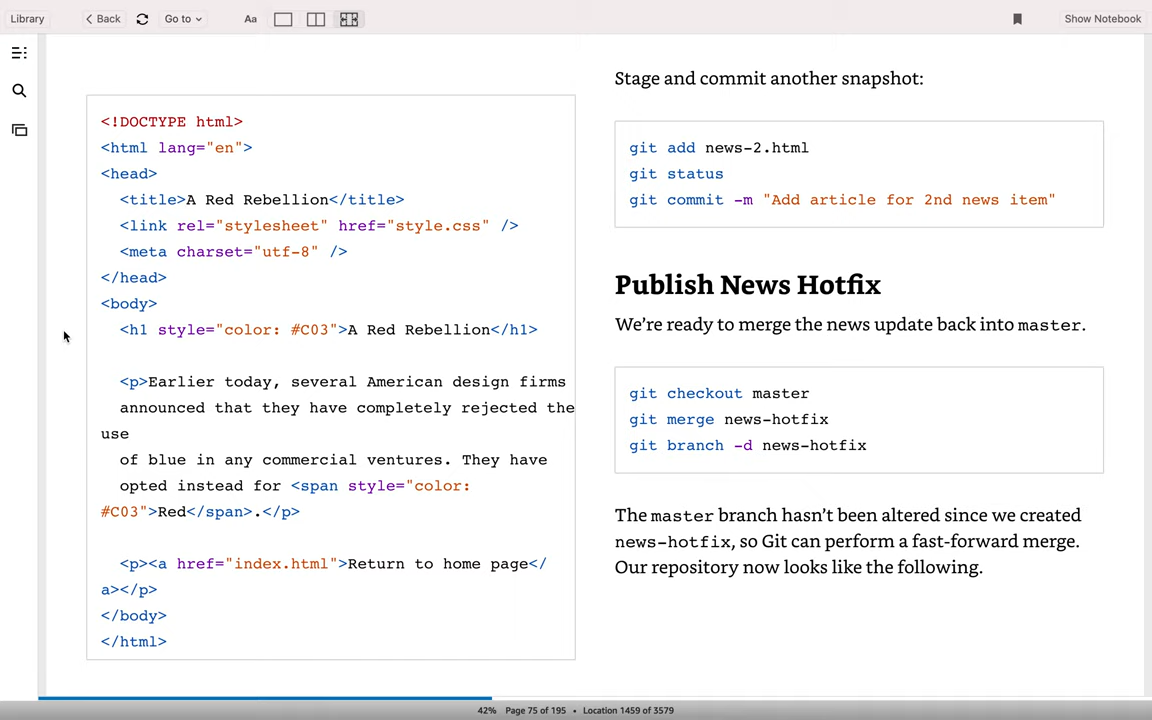 Library
Back
Go to
Aa
Show Notebook
<!DOCTYPE html>
<html lang="en">
<head>
<title>A Red Rebellion</title>
<link rel="stylesheet" href="style.css" />
<meta charset="utf-8" />
</head>
<body>
<h1 style="color: #C03">A Red Rebellion</h1>
<p>Earlier today, several American design firms
announced that they have completely rejected the
use
of blue in any commercial ventures. They have
opted instead for <span style="color:
#C03">Red</span>.</p>
<p><a href="index.html">Return to home page</
a></p>
</body>
</html>
Stage and commit another snapshot:
git add news-2.html
git status
git commit -m "Add article for 2nd news item"
Publish News Hotfix
We’re ready to merge the news update back into master.
git checkout master
git merge news-hotfix
git branch -d news-hotfix
The master branch hasn’t been altered since we created
news-hotfix, so Git can perform a fast-forward merge.
Our repository now looks like the following.
42% Page 75 of 195 • Location 1459 of 3579